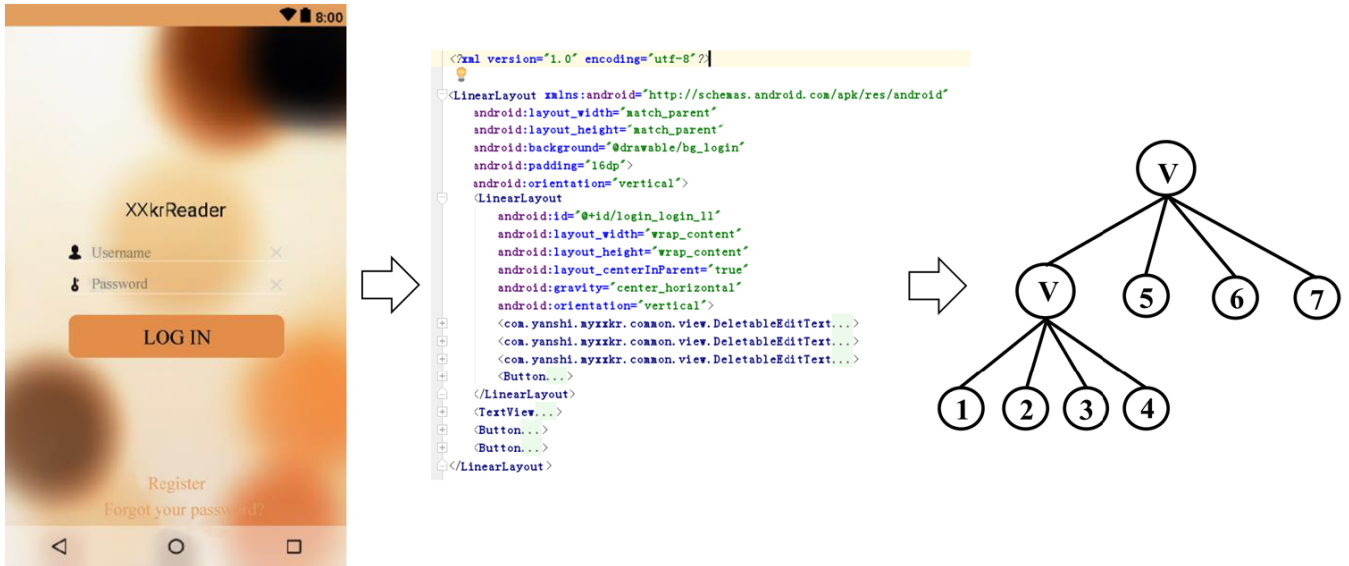 8:00
XXkrReader
Username
Password
LOG IN
Register
Forgot your password?
<?xml version="1.0" encoding="utf-8"?>
<LinearLayout xmlns:android="http://schemas.android.com/apk/res/android"
android:layout_width="match_parent"
android:layout_height="match_parent"
android:background="@drawable/bg_login"
android:padding="16dp">
android:orientation="vertical">
<LinearLayout
android:id="@+id/login_login_ll"
android:layout_width="wrap_content"
android:layout_height="wrap_content"
android:layout_centerInParent="true"
android:gravity="center_horizontal"
android:orientation="vertical">
<com.yanshi.myxxkr.common.view.DeletableEditText...>
<com.yanshi.myxxkr.common.view.DeletableEditText...>
<com.yanshi.myxxkr.common.view.DeletableEditText...>
<Button...>
</LinearLayout>
<TextView...>
<Button...>
<Button...>
</LinearLayout>
V
V
5
6
7
1
2
3
4